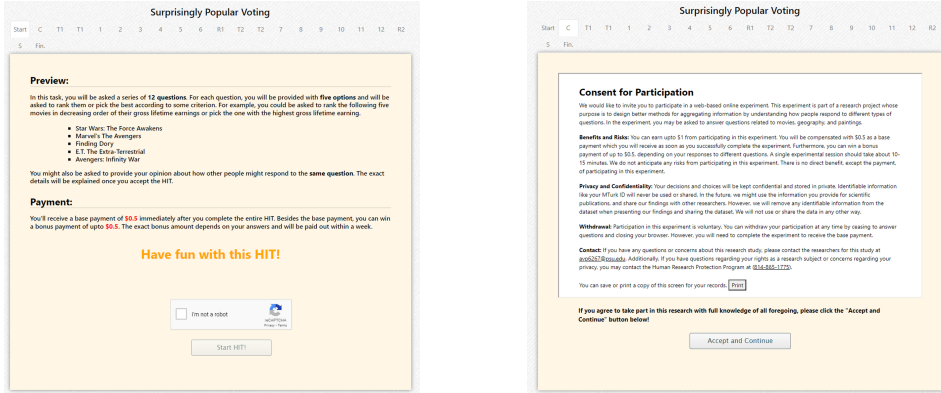 Surprisingly Popular Voting
Start C T1 T1 1 2 3 4 5 6 R1 T2 T2 7 8 9 10 11 12 R2
S Fin.
Preview:
In this task, you will be asked a series of 12 questions. For each question, you will be provided with five options and will be
asked to rank them or pick the best according to some criterion. For example, you could be asked to rank the following five
movies in decreasing order of their gross lifetime earnings or pick the one with the highest gross lifetime earning.
Star Wars: The Force Awakens
Marvel's The Avengers
Finding Dory
E.T. The Extra-Terrestrial
Avengers: Infinity War
You might also be asked to provide your opinion about how other people might respond to the same question. The exact
details will be explained once you accept the HIT.
Payment:
You'll receive a base payment of $0.5 immediately after you complete the entire HIT. Besides the base payment, you can win
a bonus payment of upto $0.5. The exact bonus amount depends on your answers and will be paid out within a week.
Have fun with this HIT!
I'm not a robot
reCAPTCHA
Privacy - Terms
Start HIT!
Surprisingly Popular Voting
Start C T1 T1 1 2 3 4 5 6 R1 T2 T2 7 8 9 10 11 12 R2
S Fin.
Consent for Participation
We would like to invite you to participate in a web-based online experiment. This experiment is part of a research project whose
purpose is to design better methods for aggregating information by understanding how people respond to different types of
questions. In the experiment, you may be asked to answer questions related to movies, geography, and paintings.
Benefits and Risks: You can earn upto $1 from participating in this experiment. You will be compensated with $0.5 as a base
payment which you will receive as soon as you successfully complete the experiment. Furthermore, you can win a bonus
payment of up to $0.5, depending on your responses to different questions. A single experimental session should take about 10-
15 minutes. We do not anticipate any risks from participating in this experiment. There is no direct benefit, except the payment,
of participating in this experiment.
Privacy and Confidentiality: Your decisions and choices will be kept confidential and stored in private. Identifiable information
like your MTurk ID will never be used or shared. In the future, we might use the information you provide for scientific
publications, and share our findings with other researchers. However, we will remove any identifiable information from the
dataset when presenting our findings and sharing the dataset. We will not use or share the data in any other way.
Withdrawal: Participation in this experiment is voluntary. You can withdraw your participation at any time by ceasing to answer
questions and closing your browser. However, you will need to complete the experiment to receive the base payment.
Contact: If you have any questions or concerns about this research study, please contact the researchers for this study at
avp6267@psu.edu. Additionally, if you have questions regarding your rights as a research subject or concerns regarding your
privacy, you may contact the Human Research Protection Program at (814-865-1775).
You can save or print a copy of this screen for your records. Print
If you agree to take part in this research with full knowledge of all foregoing, please click the "Accept and
Continue" button below!
Accept and Continue